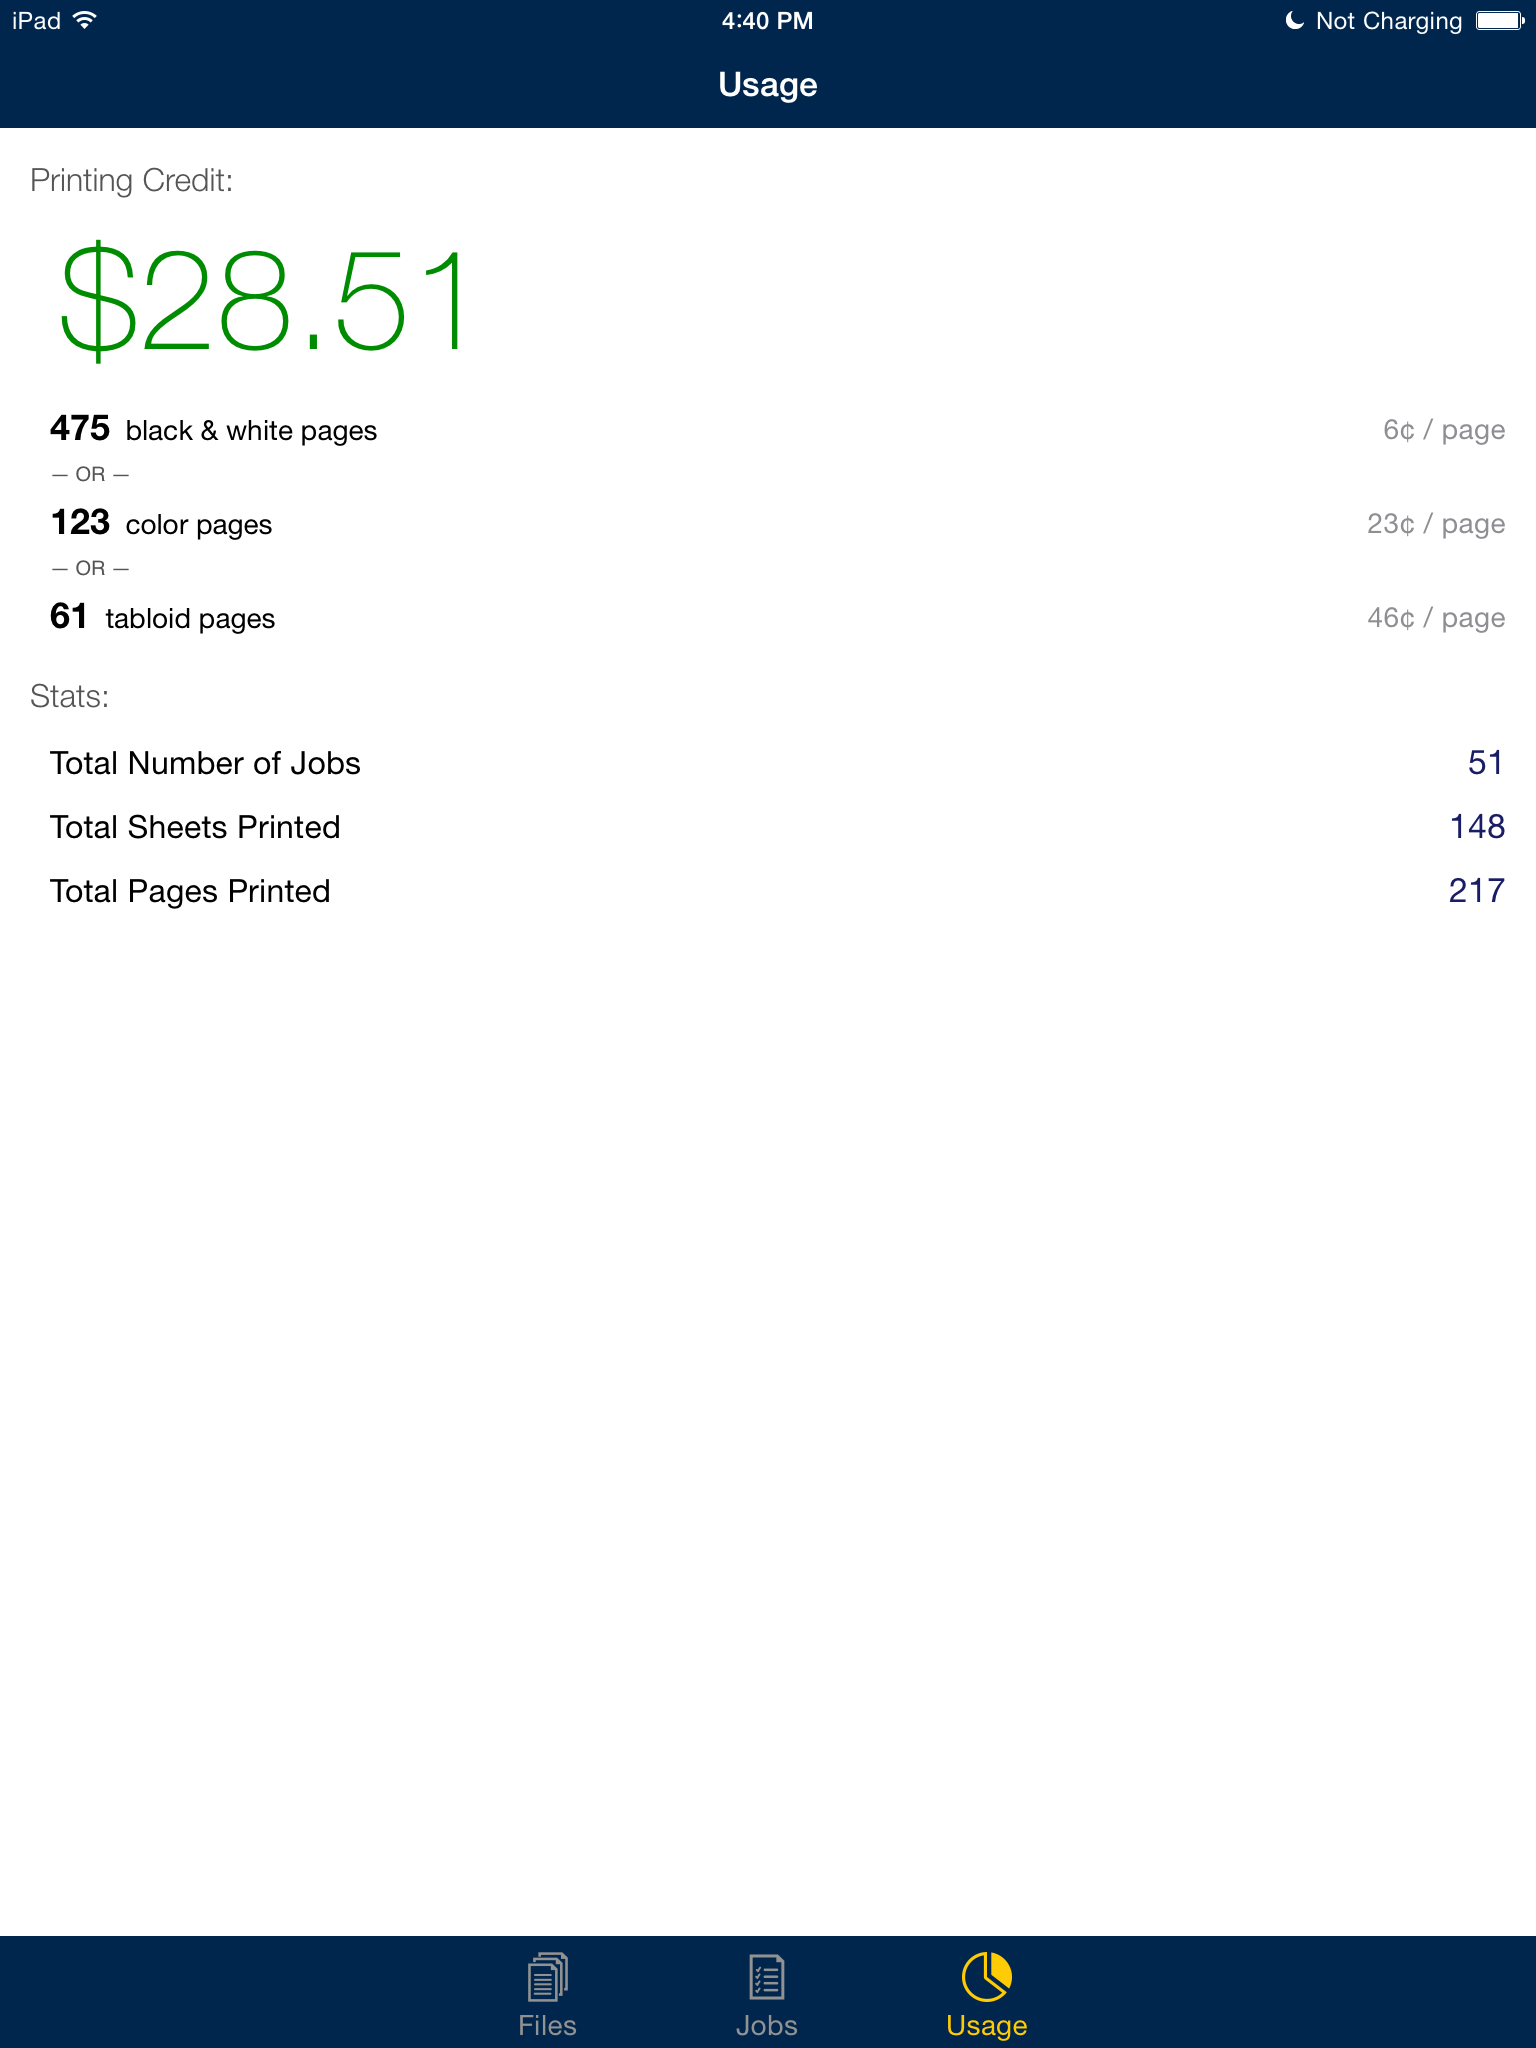 iPad 4:40 PM Not Charging
Usage
Printing Credit:
$28.51
475 black & white pages 6¢ / page
— OR —
123 color pages 23¢ / page
— OR —
61 tabloid pages 46¢ / page
Stats:
Total Number of Jobs 51
Total Sheets Printed 148
Total Pages Printed 217
Files Jobs Usage